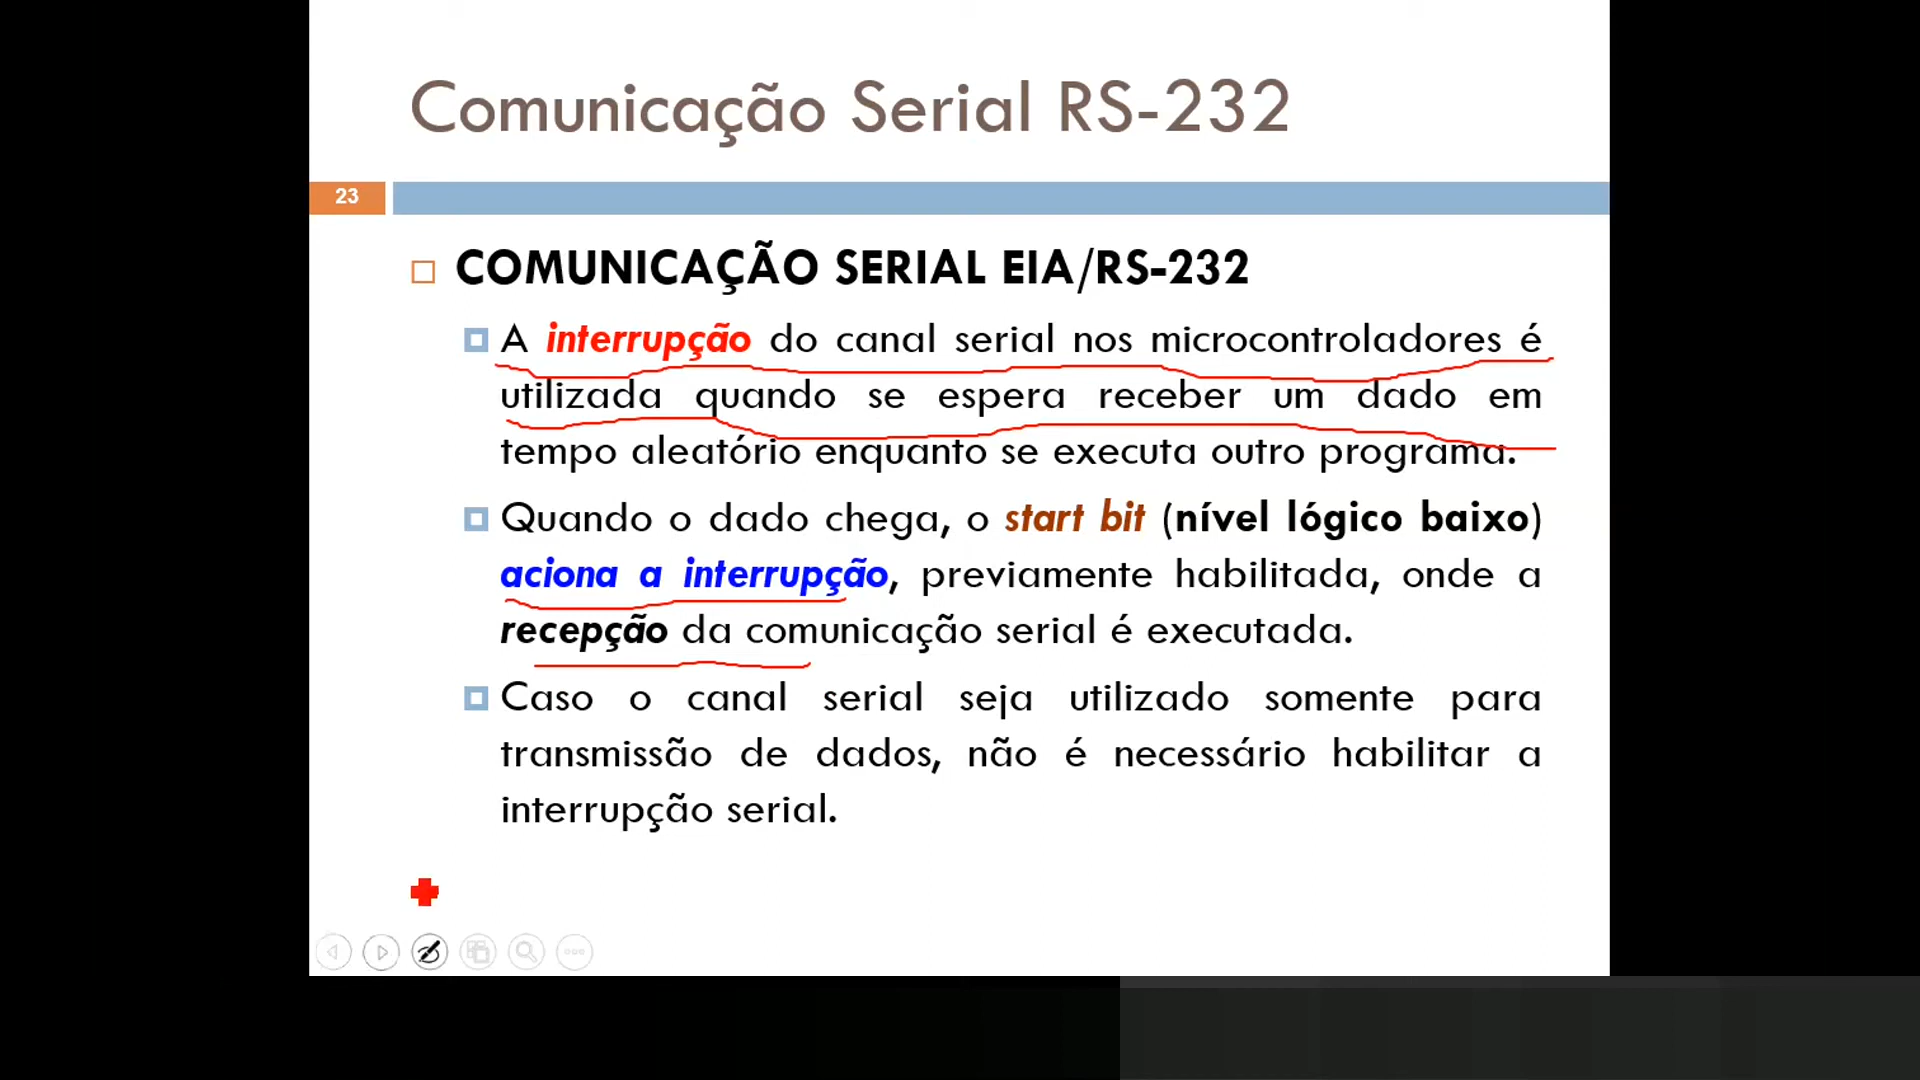 Comunicação Serial RS-232
23
COMUNICAÇÃO SERIAL EIA/RS-232
A interrupção do canal serial nos microcontroladores é
utilizada quando se espera receber um dado em
tempo aleatório enquanto se executa outro programa.
Quando o dado chega, o start bit (nível lógico baixo)
aciona a interrupção, previamente habilitada, onde a
recepção da comunicação serial é executada.
Caso o canal serial seja utilizado somente para
transmissão de dados, não é necessário habilitar a
interrupção serial.